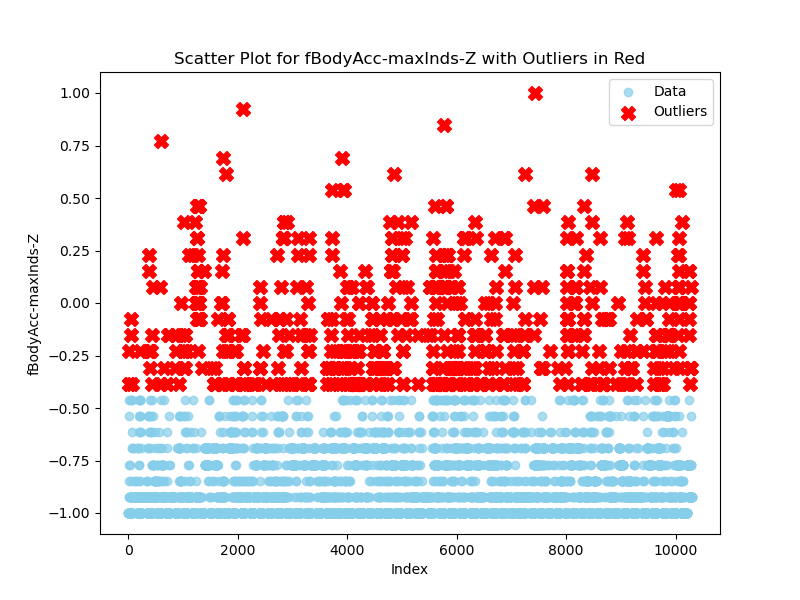 Scatter Plot for fBodyAcc-maxInds-Z with Outliers in Red
Data
Outliers
fBodyAcc-maxInds-Z
1.00
0.75
0.50
0.25
0.00
−0.25
−0.50
−0.75
−1.00
0 2000 4000 6000 8000 10000
Index